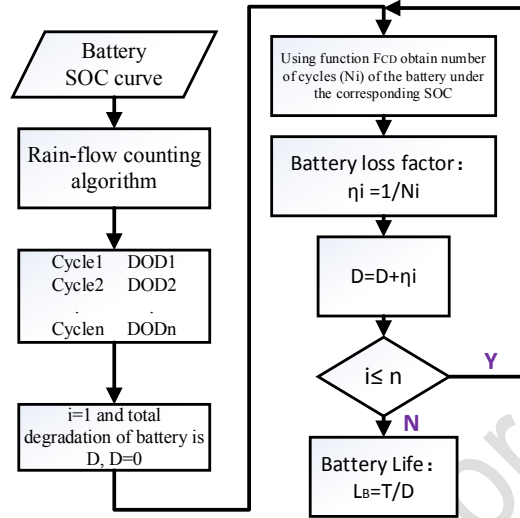 Battery
SOC curve
Rain-flow counting
algorithm
Cycle1 DOD1
Cycle2 DOD2
. .
Cyclen DODn
i=1 and total
degradation of battery is
D, D=0
Using function FCD obtain number
of cycles (Ni) of the battery under
the corresponding SOC
Battery loss factor：
ηi =1/Ni
D=D+ηi
i≤ n
Y
N
Battery Life：
LB=T/D